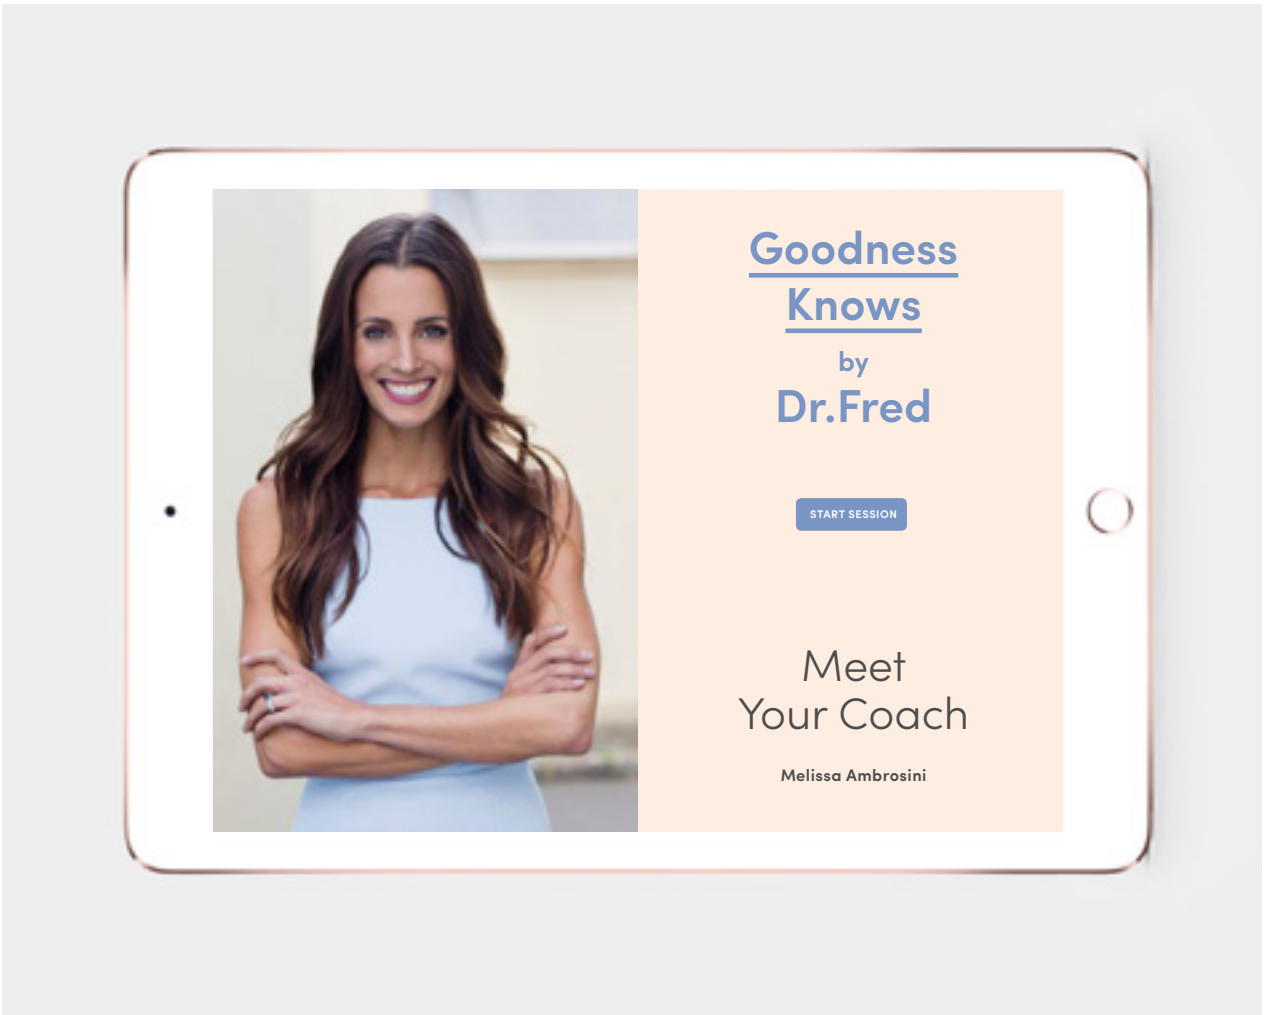 Goodness
Knows
by
Dr.Fred
START SESSION
Meet
Your Coach
Melissa Ambrosini